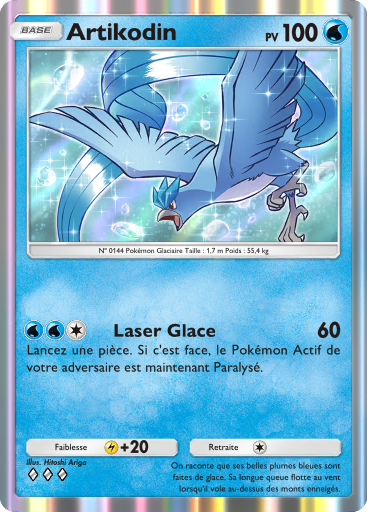 BASE Artikodin PV 100
N° 0144 Pokémon Glaciaire Taille : 1,7 m Poids : 55,4 kg
Laser Glace 60
Lancez une pièce. Si c'est face, le Pokémon Actif de
votre adversaire est maintenant Paralysé.
Faiblesse +20 Retraite
Illus. Hitoshi Ariga
On raconte que ses belles plumes bleues sont
faites de glace. Sa longue queue flotte au vent
lorsqu'il vole au-dessus des monts enneigés.